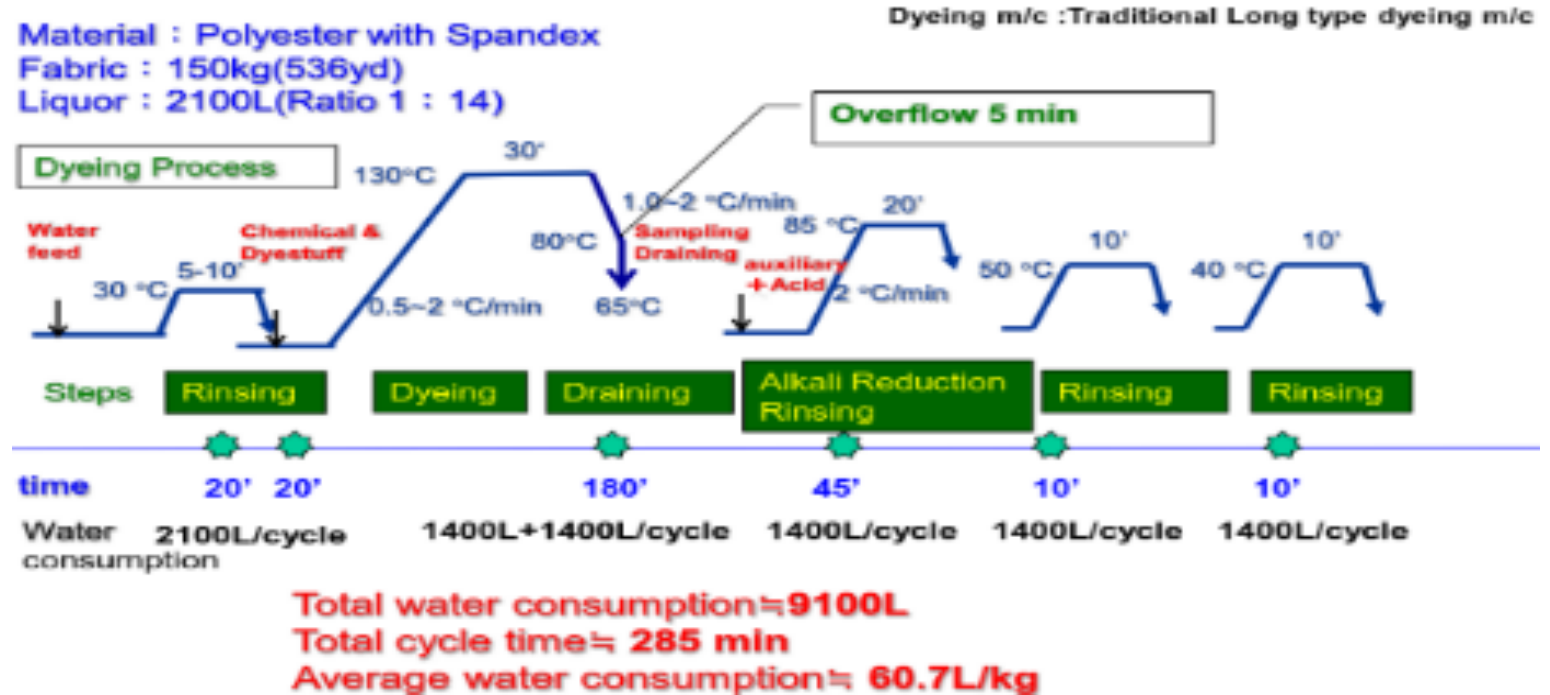 Dyeing m/c :Traditional Long type dyeing m/c
Material : Polyester with Spandex
Fabric : 150kg(536yd)
Liquor : 2100L(Ratio 1 : 14)
Overflow 5 min
Dyeing Process
130°C
30'
1.0~2 °C/min
Water
feed
30 °C
5-10'
Chemical &
Dyestuff
0.5~2 °C/min
80°C
Sampling
Draining
65°C
auxiliary
+Acid
85 °C
20'
2 °C/min
50 °C
10'
40 °C
10'
Steps
Rinsing
Dyeing
Draining
Alkali Reduction
Rinsing
Rinsing
Rinsing
time 20' 20' 180' 45' 10' 10'
Water
consumption
2100L/cycle 1400L+1400L/cycle 1400L/cycle 1400L/cycle 1400L/cycle
Total water consumption≒9100L
Total cycle time≒ 285 min
Average water consumption≒ 60.7L/kg